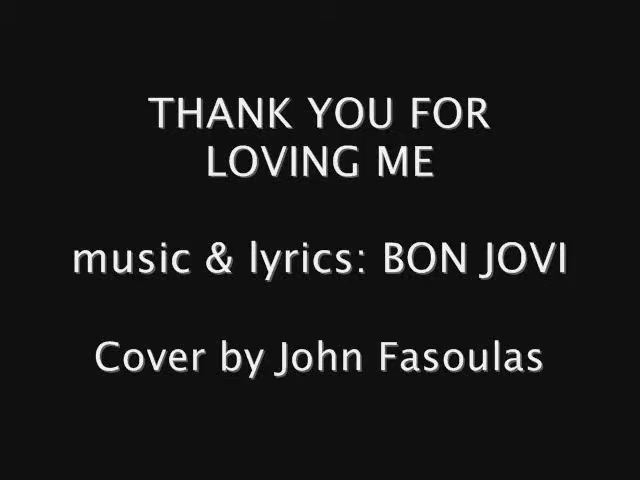 THANK YOU FOR
LOVING ME
music & lyrics: BON JOVI
Cover by John Fasoulas